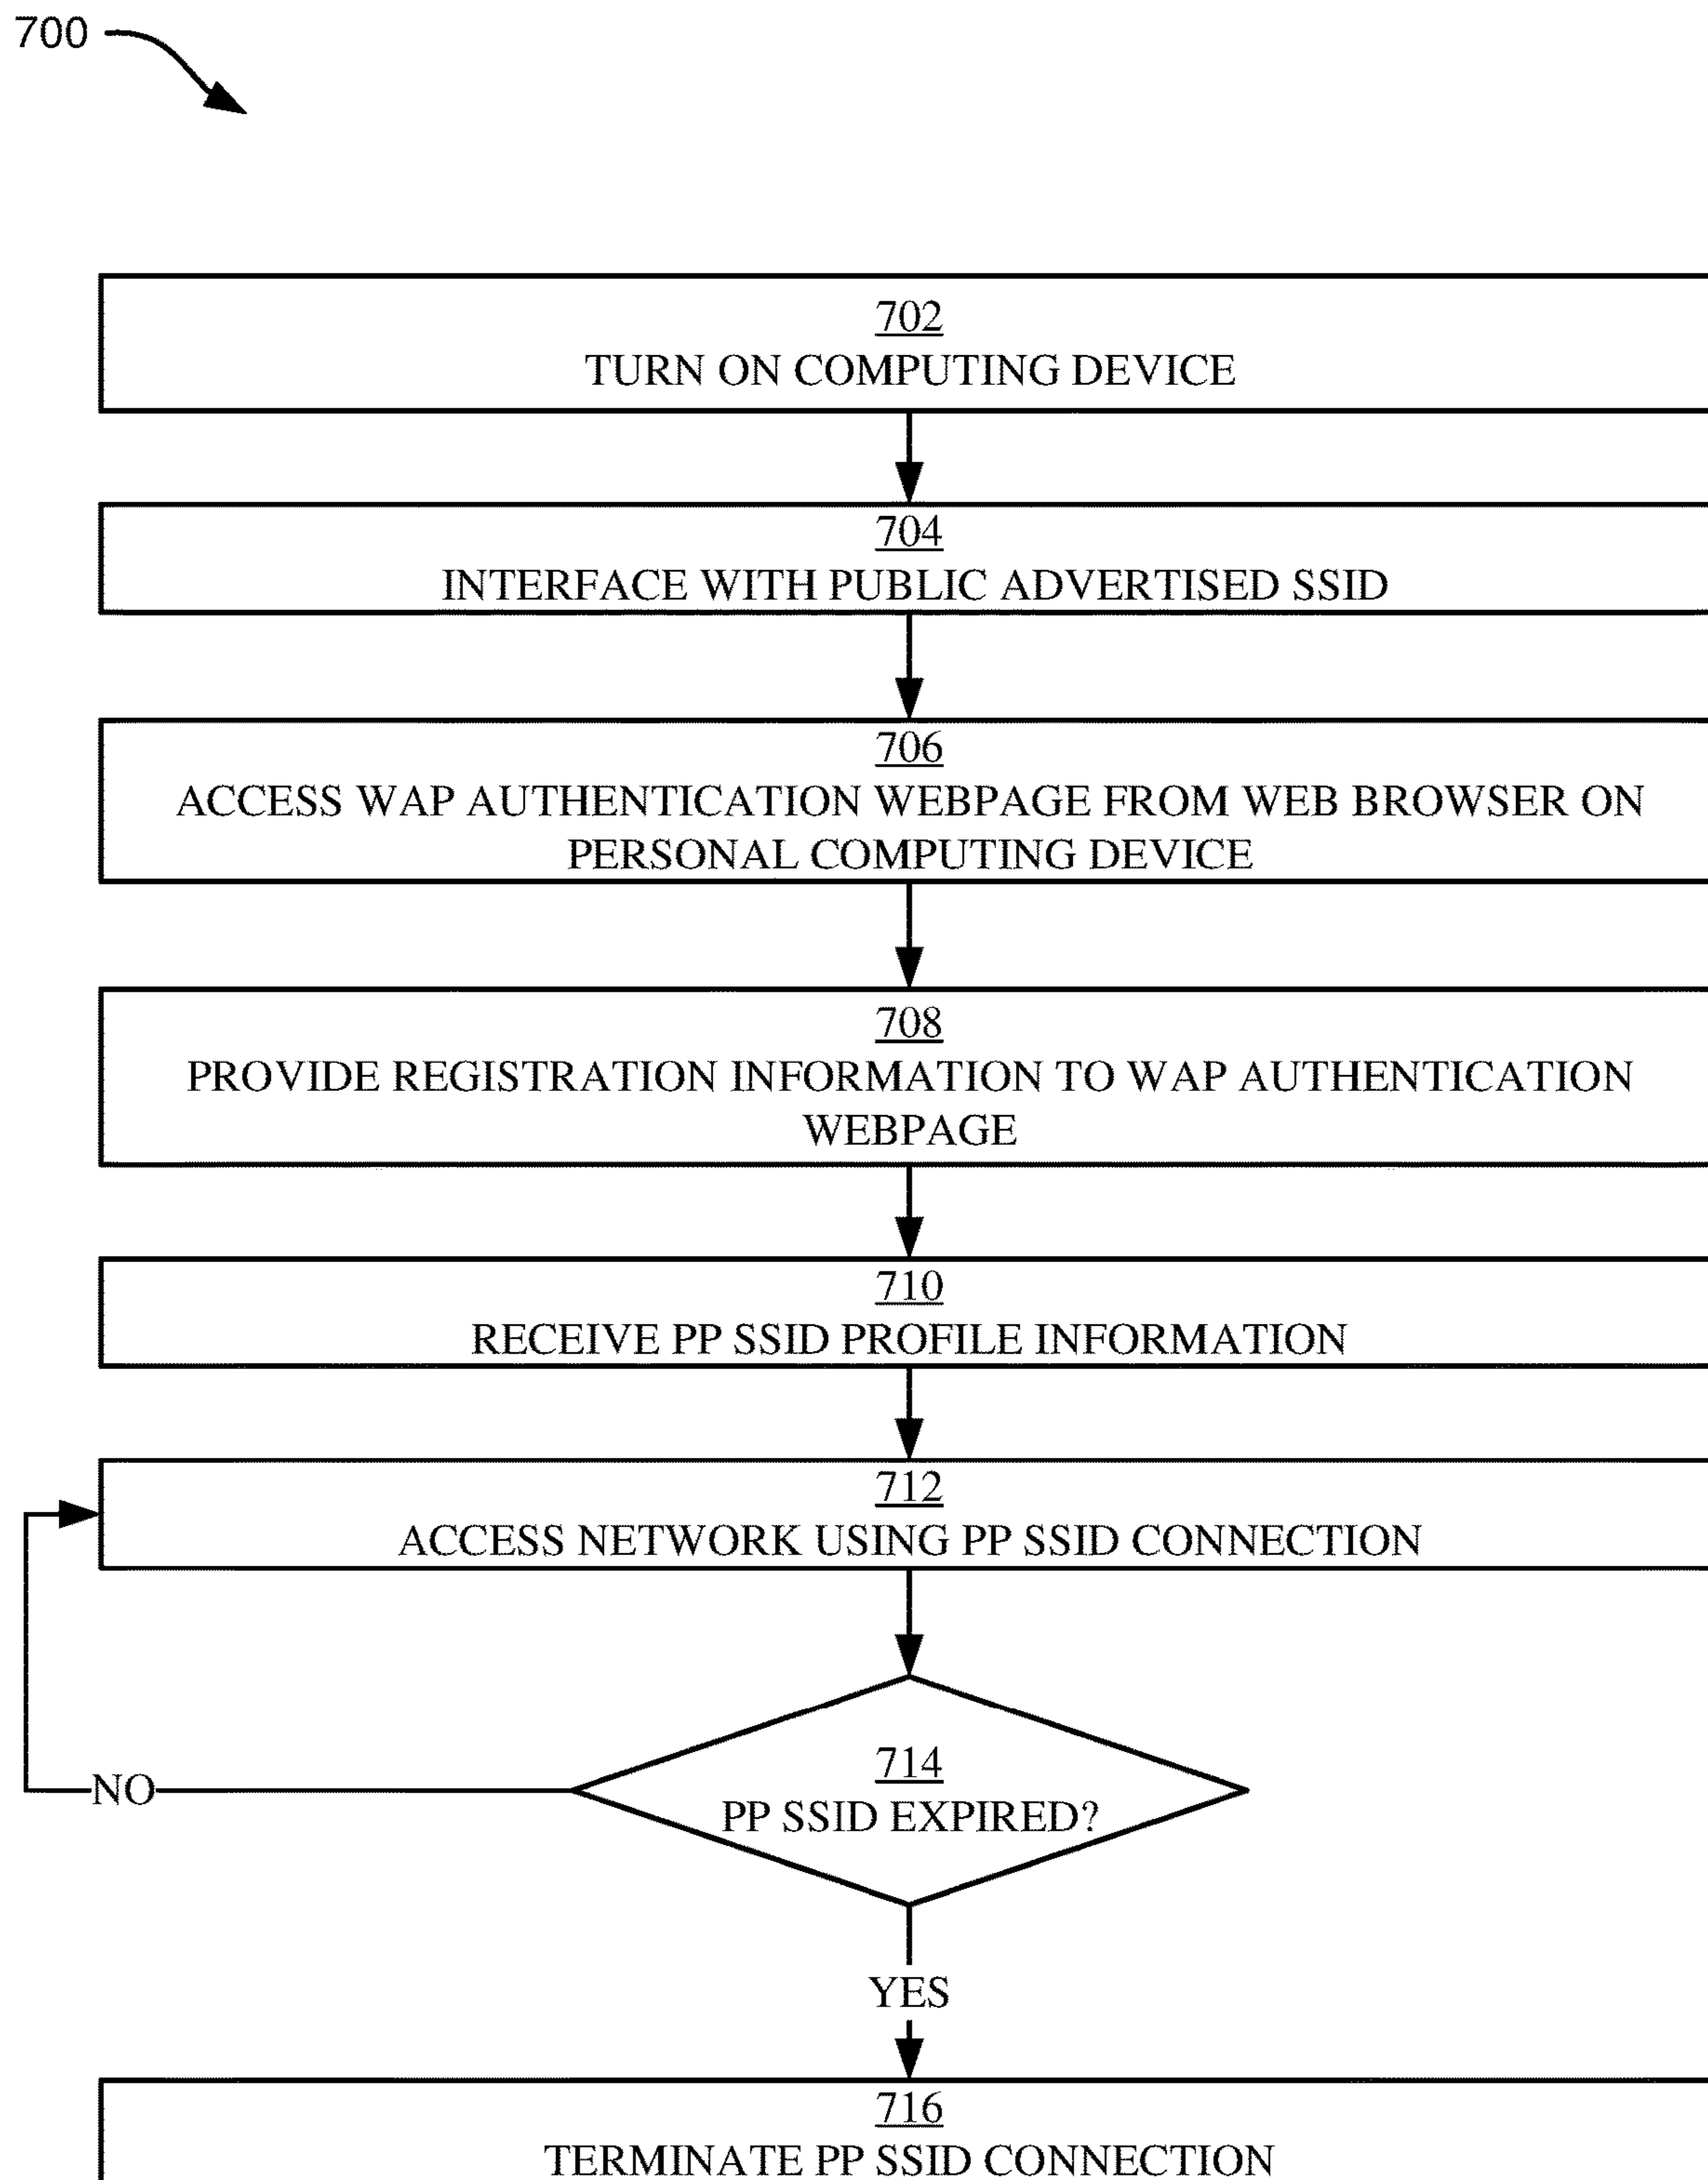 700
702
TURN ON COMPUTING DEVICE
704
INTERFACE WITH PUBLIC ADVERTISED SSID
706
ACCESS WAP AUTHENTICATION WEBPAGE FROM WEB BROWSER ON
PERSONAL COMPUTING DEVICE
708
PROVIDE REGISTRATION INFORMATION TO WAP AUTHENTICATION
WEBPAGE
710
RECEIVE PP SSID PROFILE INFORMATION
712
ACCESS NETWORK USING PP SSID CONNECTION
714
PP SSID EXPIRED?
NO
YES
716
TERMINATE PP SSID CONNECTION